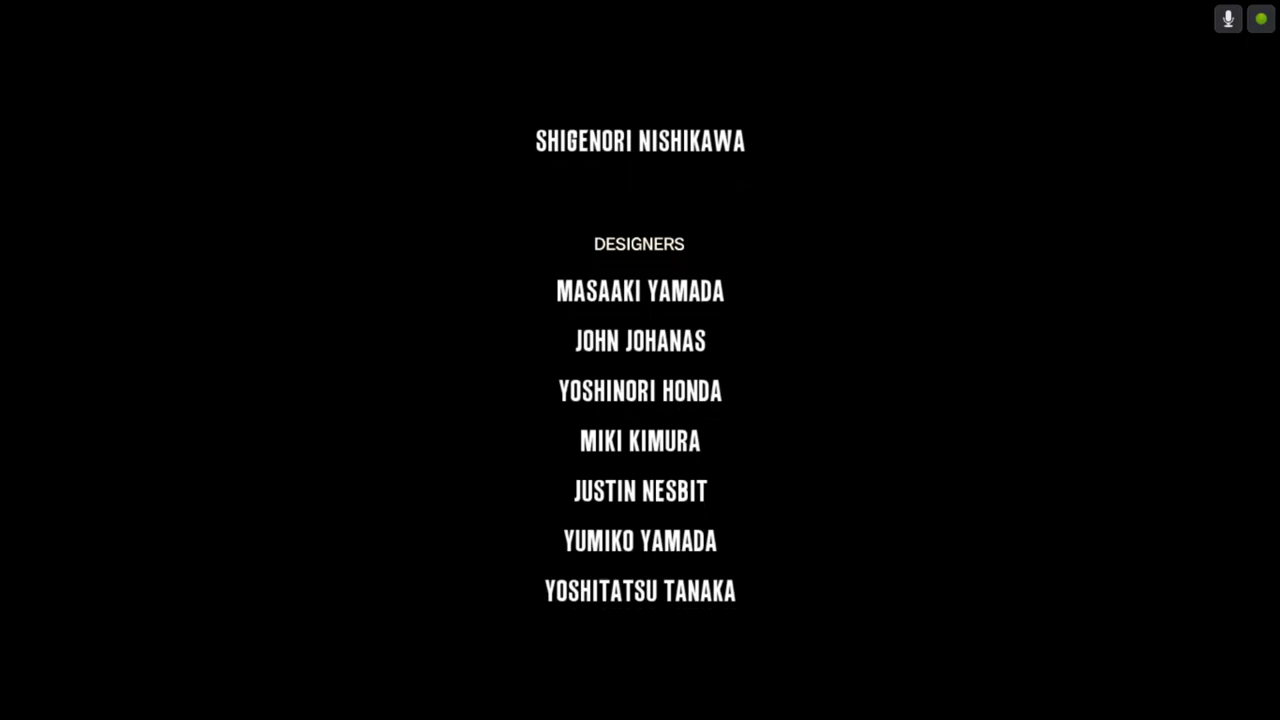 SHIGENORI NISHIKAWA
DESIGNERS
MASAAKI YAMADA
JOHN JOHANAS
YOSHINORI HONDA
MIKI KIMURA
JUSTIN NESBIT
YUMIKO YAMADA
YOSHITATSU TANAKA